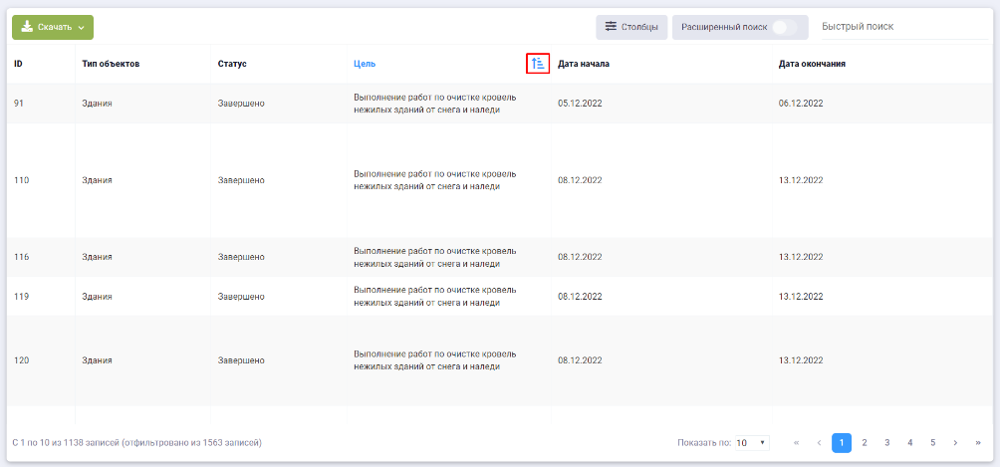 Скачать Столбцы Расширенный поиск Быстрый поиск
ID Тип объектов Статус Цель Дата начала Дата окончания
91 Здания Завершено Выполнение работ по очистке кровель нежилых зданий от снега и наледи 05.12.2022 06.12.2022
110 Здания Завершено Выполнение работ по очистке кровель нежилых зданий от снега и наледи 08.12.2022 13.12.2022
116 Здания Завершено Выполнение работ по очистке кровель нежилых зданий от снега и наледи 08.12.2022 13.12.2022
119 Здания Завершено Выполнение работ по очистке кровель нежилых зданий от снега и наледи 08.12.2022 13.12.2022
120 Здания Завершено Выполнение работ по очистке кровель нежилых зданий от снега и наледи 08.12.2022 13.12.2022
С 1 по 10 из 1138 записей (отфильтровано из 1563 записей) Показать по: 10 « ‹ 1 2 3 4 5 › »